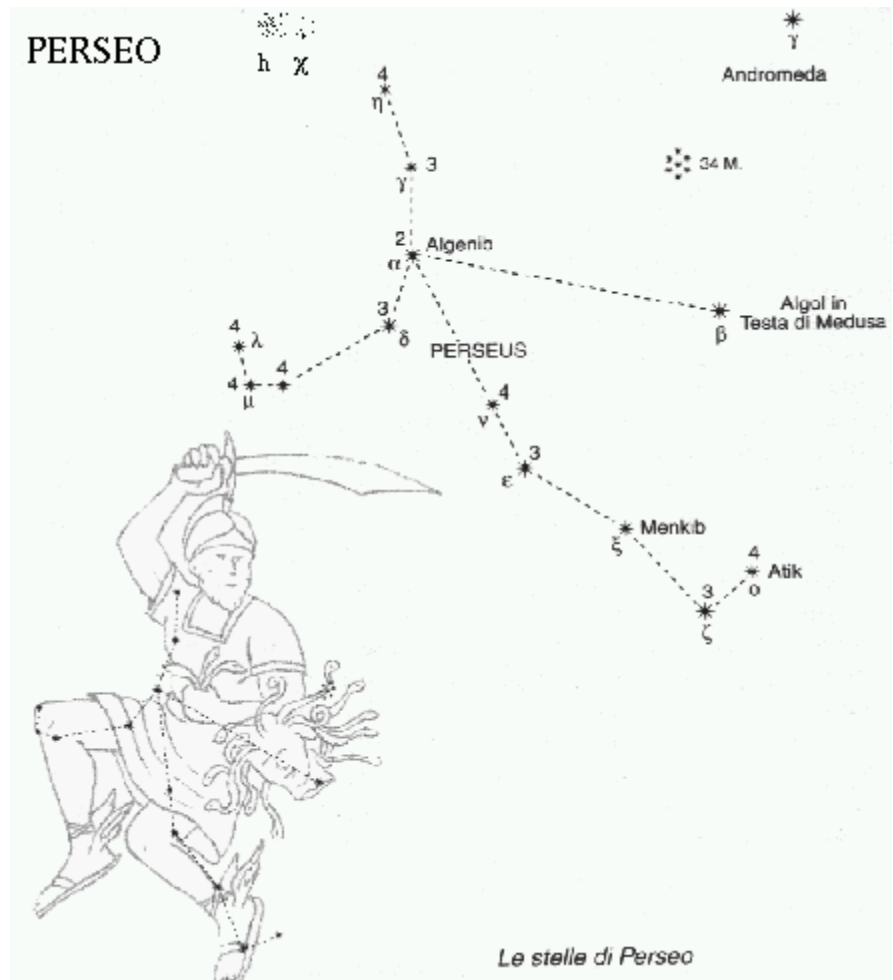 PERSEO
h χ
γ
Andromeda
4
η
34 M.
3
γ
2 Algenib
α
Algol in
Testa di Medusa
β
3
δ
4
λ
PERSEUS
4 4
μ
4
ν
3
ε
Menkib
ξ
4
Atik
ο
3
ζ
Le stelle di Perseo